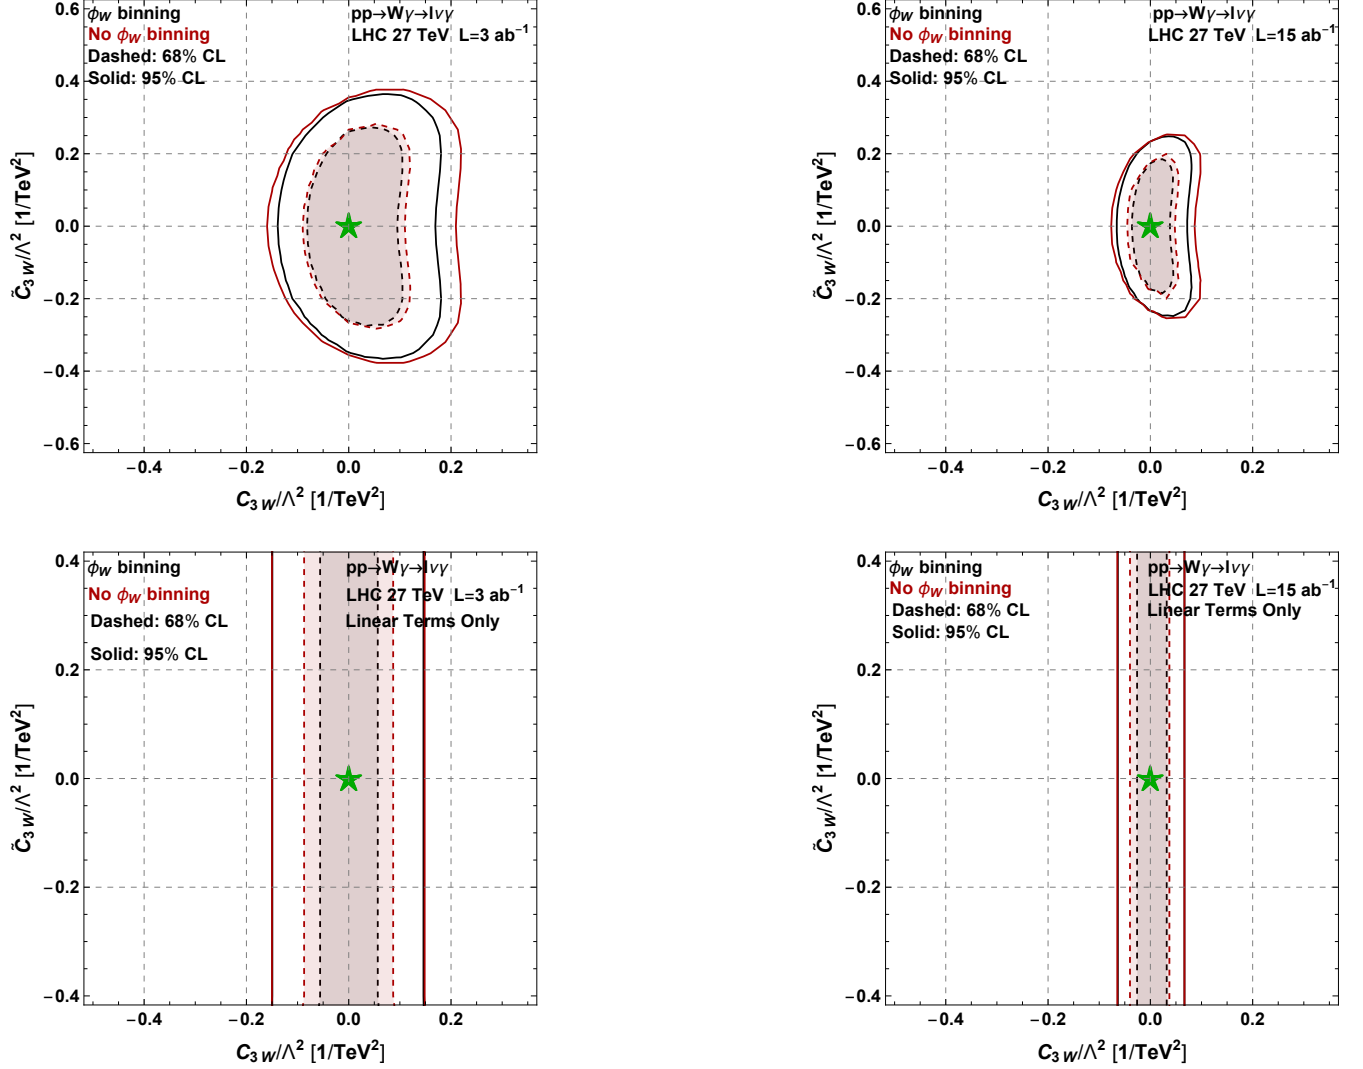 ϕW binning
No ϕW binning
Dashed: 68% CL
Solid: 95% CL
pp→Wγ→lνγ
LHC 27 TeV L=3 ab⁻¹
0.6
0.4
0.2
0.0
−0.2
−0.4
−0.6
C̃3W/Λ² [1/TeV²]
−0.4 −0.2 0.0 0.2
C3W/Λ² [1/TeV²]
ϕW binning
No ϕW binning
Dashed: 68% CL
Solid: 95% CL
pp→Wγ→lνγ
LHC 27 TeV L=15 ab⁻¹
0.6
0.4
0.2
0.0
−0.2
−0.4
−0.6
C̃3W/Λ² [1/TeV²]
−0.4 −0.2 0.0 0.2
C3W/Λ² [1/TeV²]
ϕW binning
No ϕW binning
Dashed: 68% CL
Solid: 95% CL
pp→Wγ→lνγ
LHC 27 TeV L=3 ab⁻¹
Linear Terms Only
0.4
0.2
0.0
−0.2
−0.4
C̃3W/Λ² [1/TeV²]
−0.4 −0.2 0.0 0.2
C3W/Λ² [1/TeV²]
ϕW binning
No ϕW binning
Dashed: 68% CL
Solid: 95% CL
pp→Wγ→lνγ
LHC 27 TeV L=15 ab⁻¹
Linear Terms Only
0.4
0.2
0.0
−0.2
−0.4
C̃3W/Λ² [1/TeV²]
−0.4 −0.2 0.0 0.2
C3W/Λ² [1/TeV²]